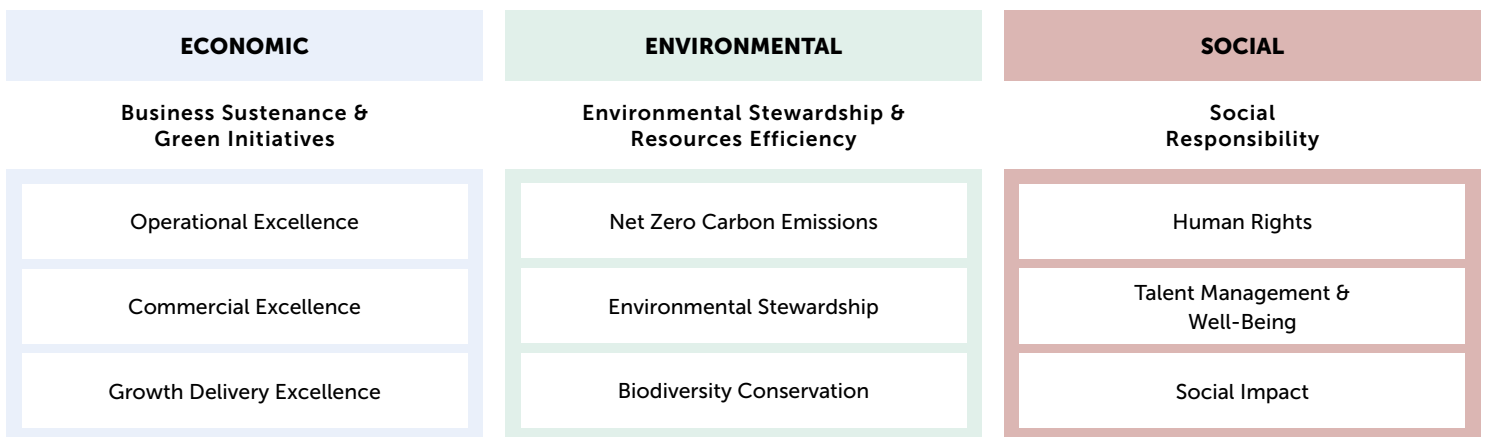 ECONOMIC
Business Sustenance &
Green Initiatives
Operational Excellence
Commercial Excellence
Growth Delivery Excellence
ENVIRONMENTAL
Environmental Stewardship &
Resources Efficiency
Net Zero Carbon Emissions
Environmental Stewardship
Biodiversity Conservation
SOCIAL
Social
Responsibility
Human Rights
Talent Management &
Well-Being
Social Impact